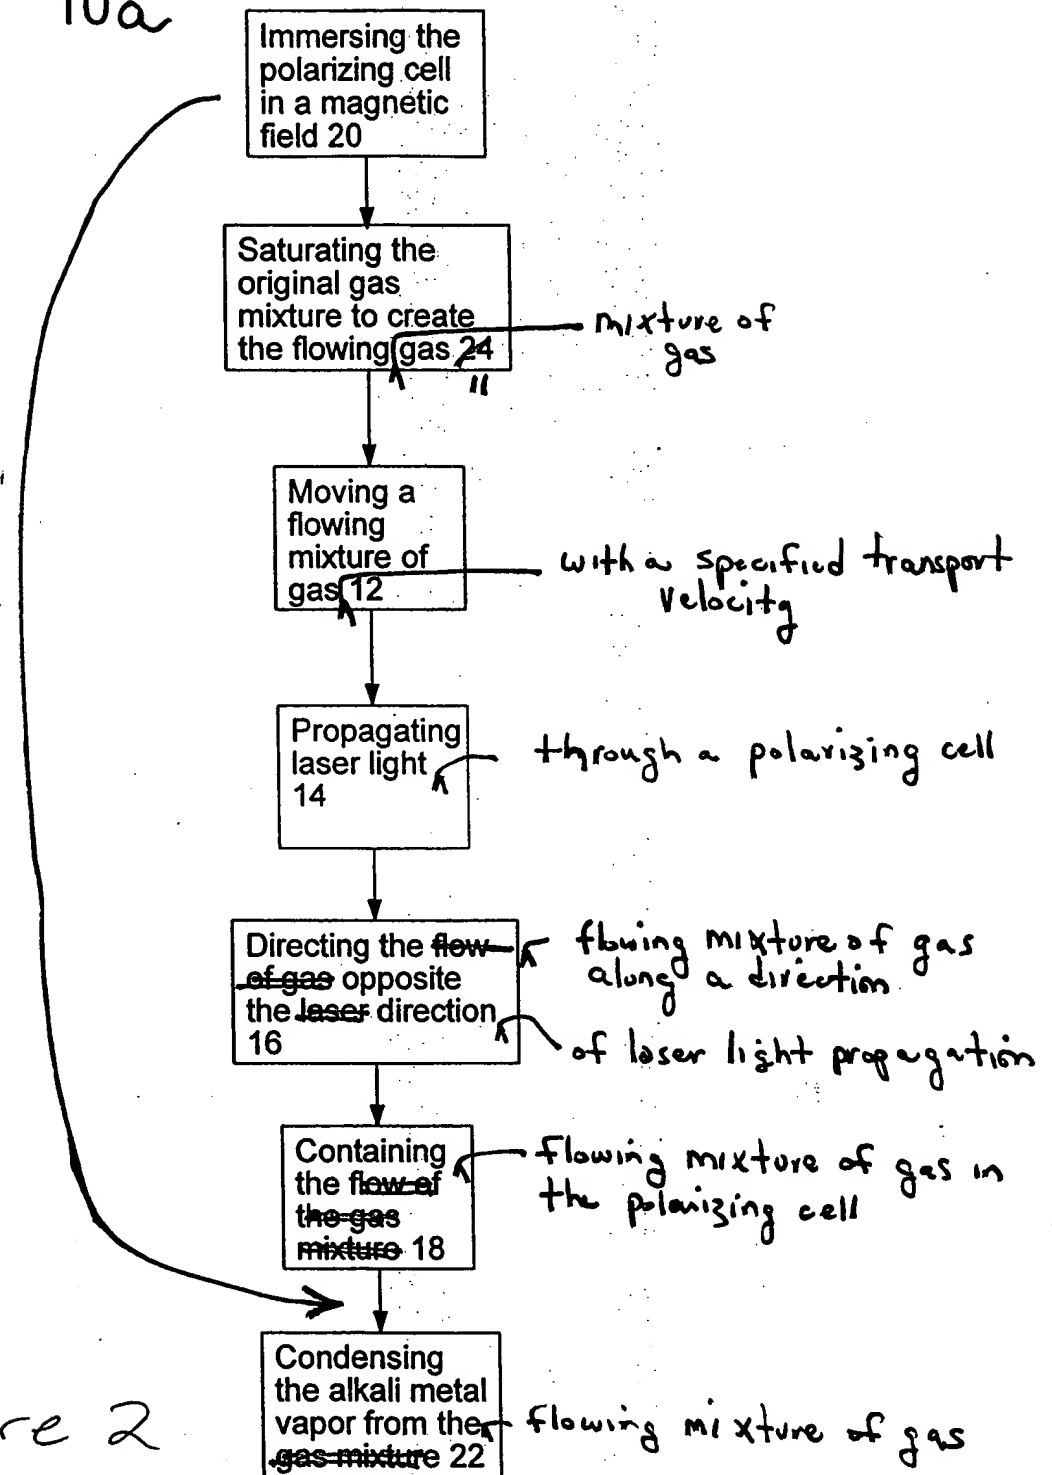 10a
Immersing the
polarizing cell
in a magnetic
field 20
Saturating the
original gas
mixture to create
the flowing gas 24
11
mixture of
gas
Moving a
flowing
mixture of
gas 12
with a specified transport
velocity
Propagating
laser light
14
through a polarizing cell
Directing the flow
of gas opposite
the laser direction
16
flowing mixture of gas
along a direction
of laser light propagation
Containing
the flow of
the gas
mixture 18
flowing mixture of gas in
the polarizing cell
Condensing
the alkali metal
vapor from the
gas mixture 22
flowing mixture of gas
re 2